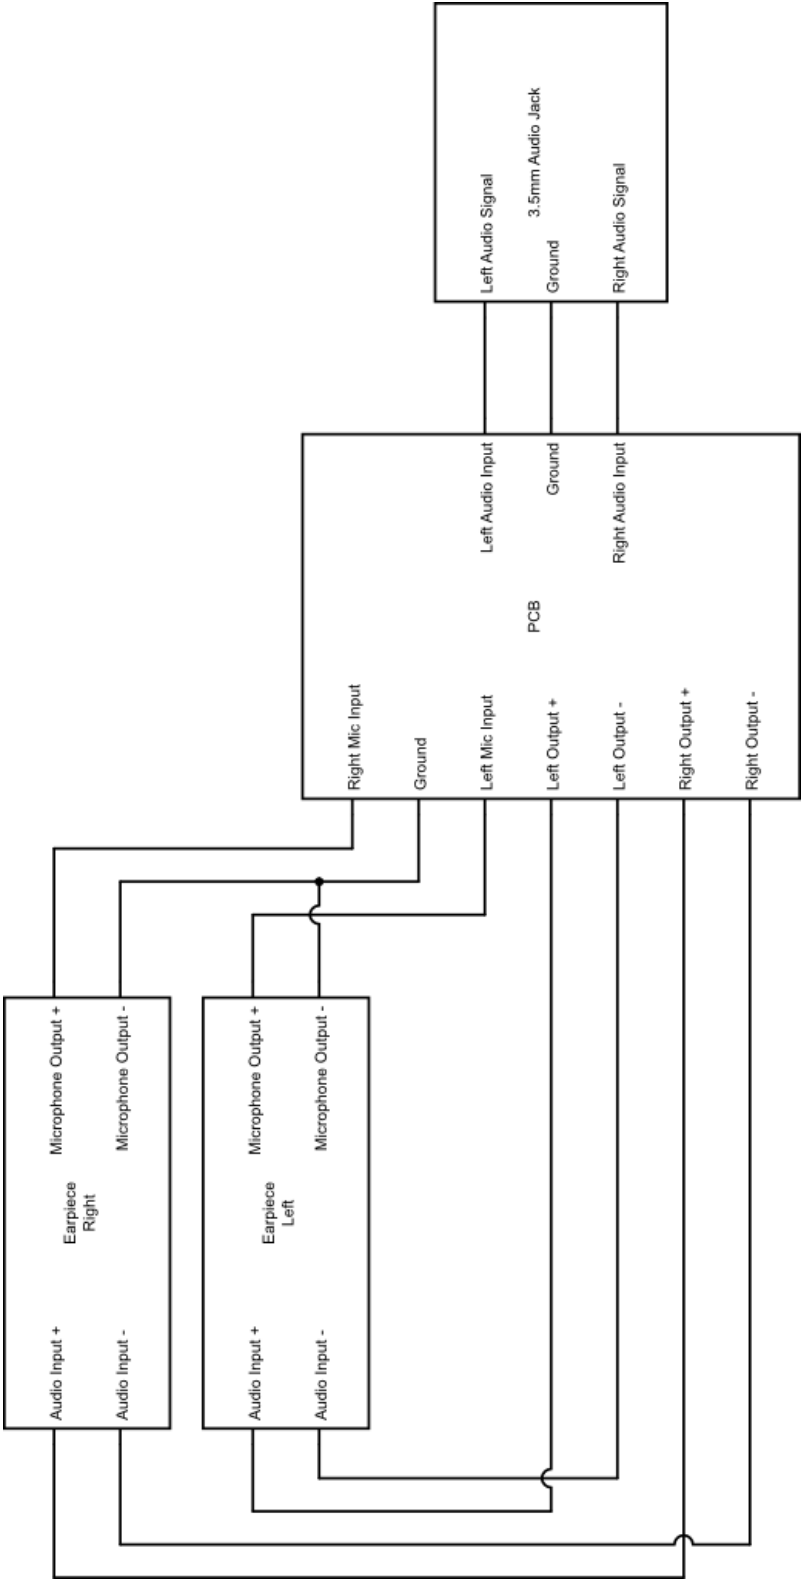 Earpiece
Right
Audio Input +
Audio Input -
Microphone Output +
Microphone Output -
Earpiece
Left
Audio Input +
Audio Input -
Microphone Output +
Microphone Output -
Right Mic Input
Ground
Left Mic Input
Left Output +
Left Output -
Right Output +
Right Output -
PCB
Left Audio Input
Ground
Right Audio Input
Left Audio Signal
3.5mm Audio Jack
Ground
Right Audio Signal